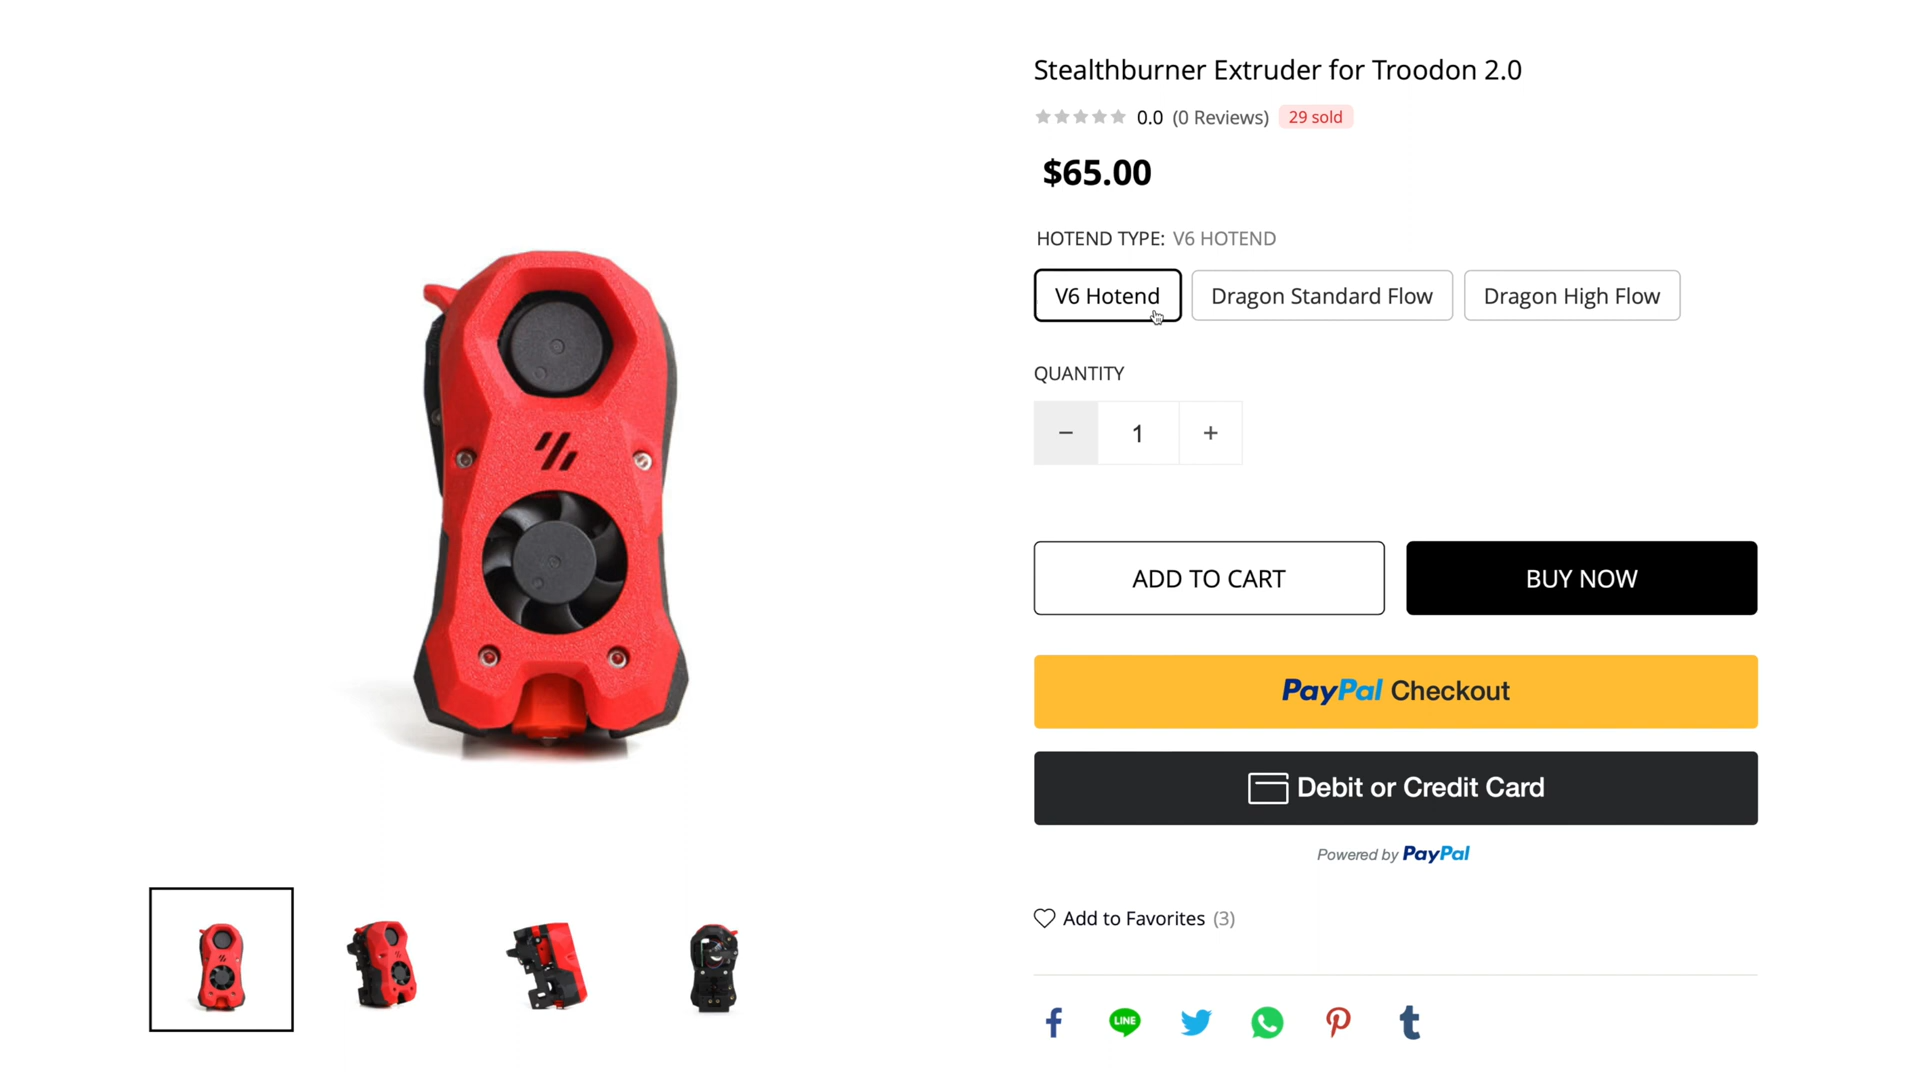 Stealthburner Extruder for Troodon 2.0
0.0 (0 Reviews) 29 sold
$65.00
HOTEND TYPE: V6 HOTEND
V6 Hotend Dragon Standard Flow Dragon High Flow
QUANTITY
− 1 +
ADD TO CART BUY NOW
PayPal Checkout
Debit or Credit Card
Powered by PayPal
Add to Favorites (3)
f LINE t